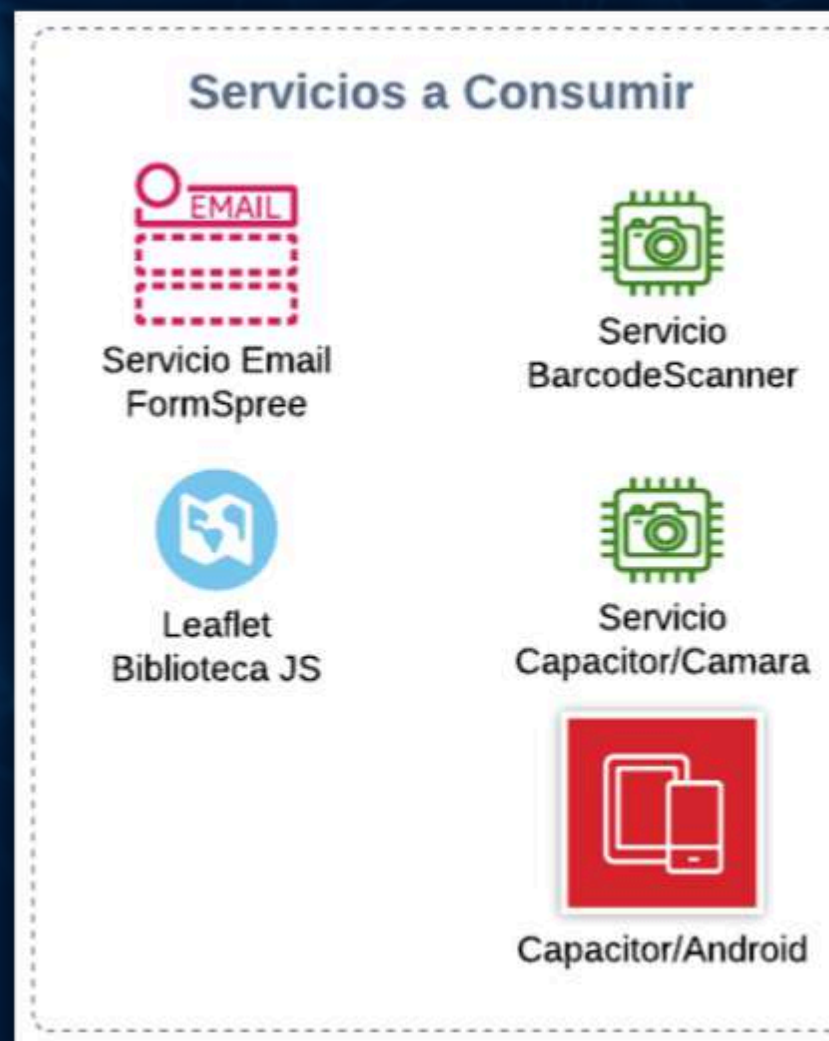 Servicios a Consumir
EMAIL
Servicio Email
FormSpree
Servicio
BarcodeScanner
Leaflet
Biblioteca JS
Servicio
Capacitor/Camara
Capacitor/Android